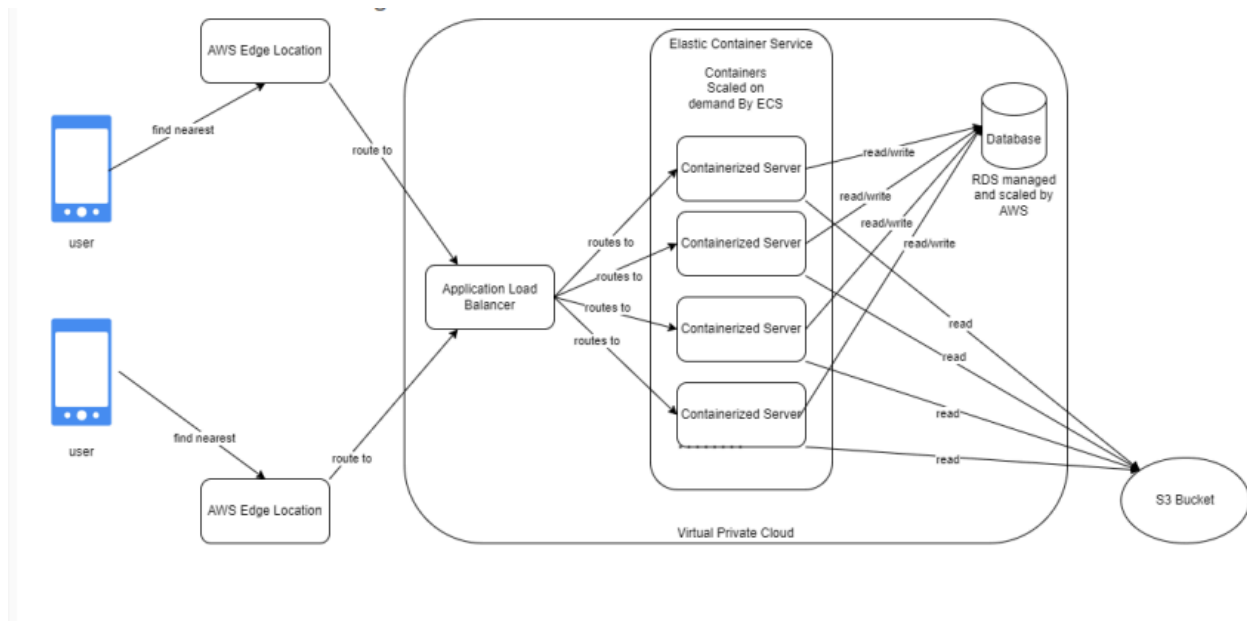 AWS Edge Location
find nearest
user
route to
Elastic Container Service
Containers
Scaled on
demand By ECS
Containerized Server
Containerized Server
Containerized Server
Containerized Server
read/write
read/write
read/write
read/write
Database
RDS managed
and scaled by
AWS
Application Load
Balancer
routes to
routes to
routes to
routes to
read
read
read
read
user
find nearest
route to
AWS Edge Location
S3 Bucket
Virtual Private Cloud